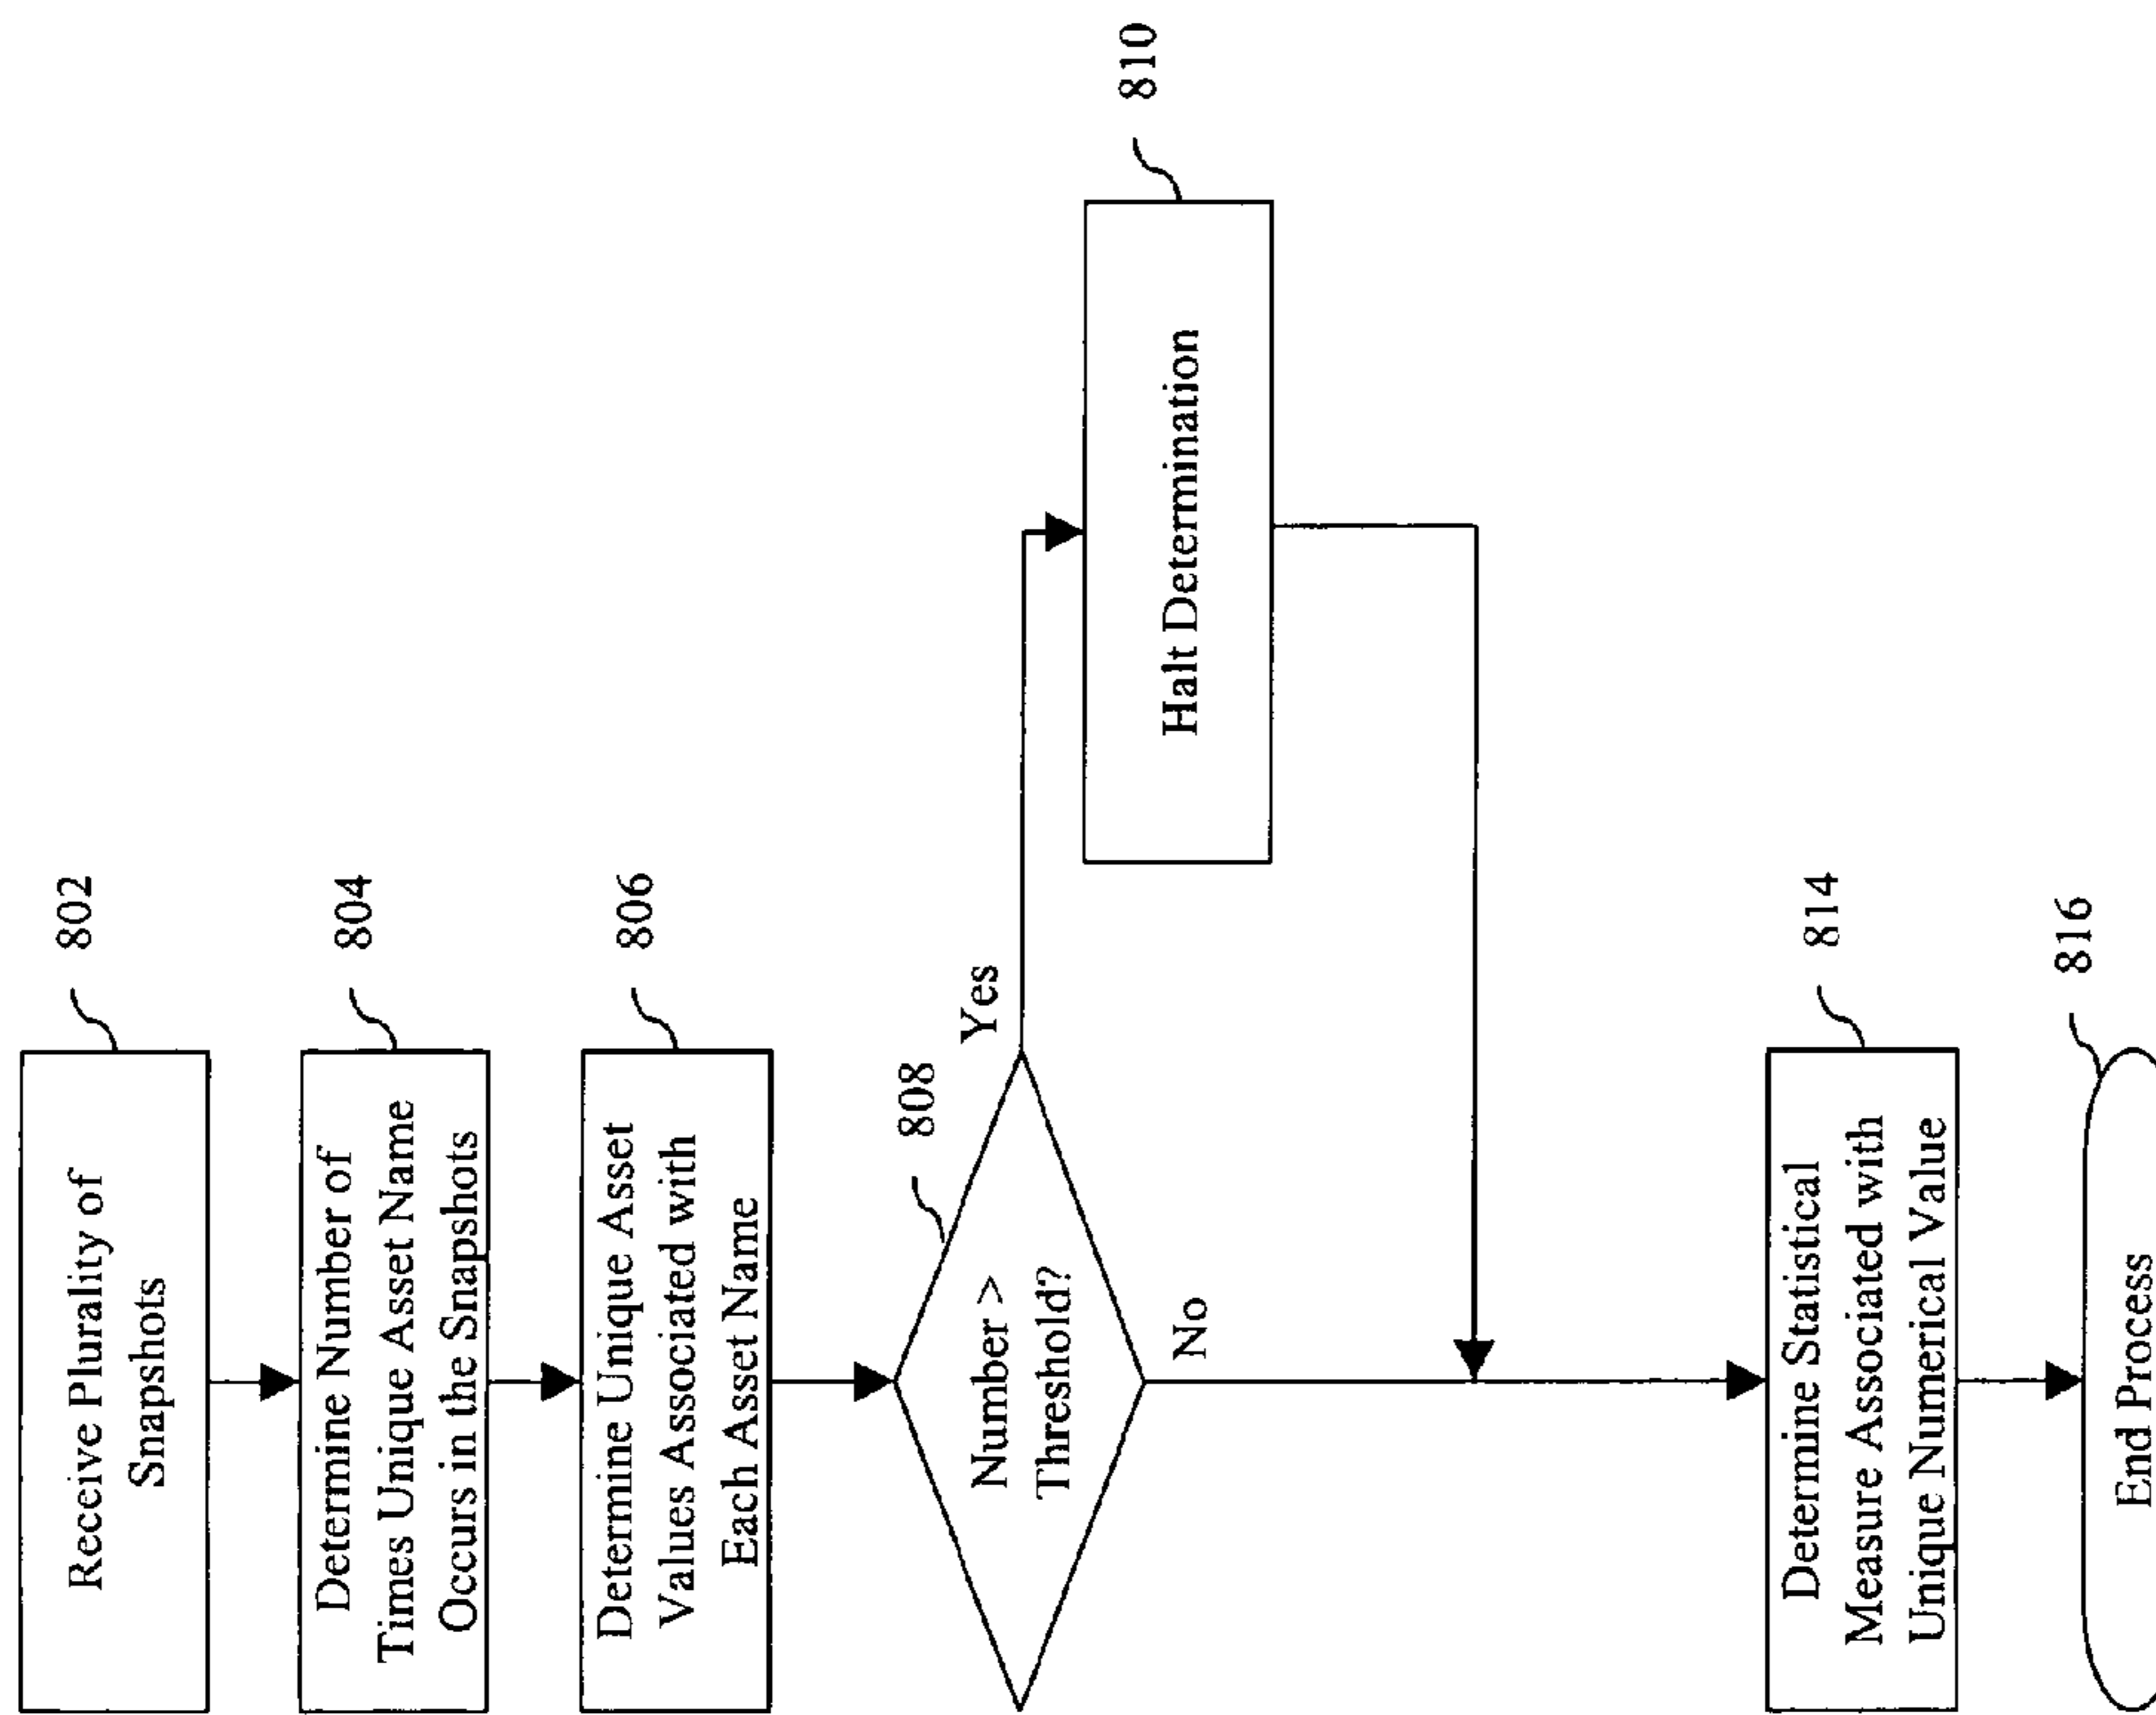 802
Receive Plurality of
Snapshots
804
Determine Number of
Times Unique Asset Name
Occurs in the Snapshots
806
Determine Unique Asset
Values Associated with
Each Asset Name
808
Number >
Threshold?
Yes
No
810
Halt Determination
814
Determine Statistical
Measure Associated with
Unique Numerical Value
816
End Process